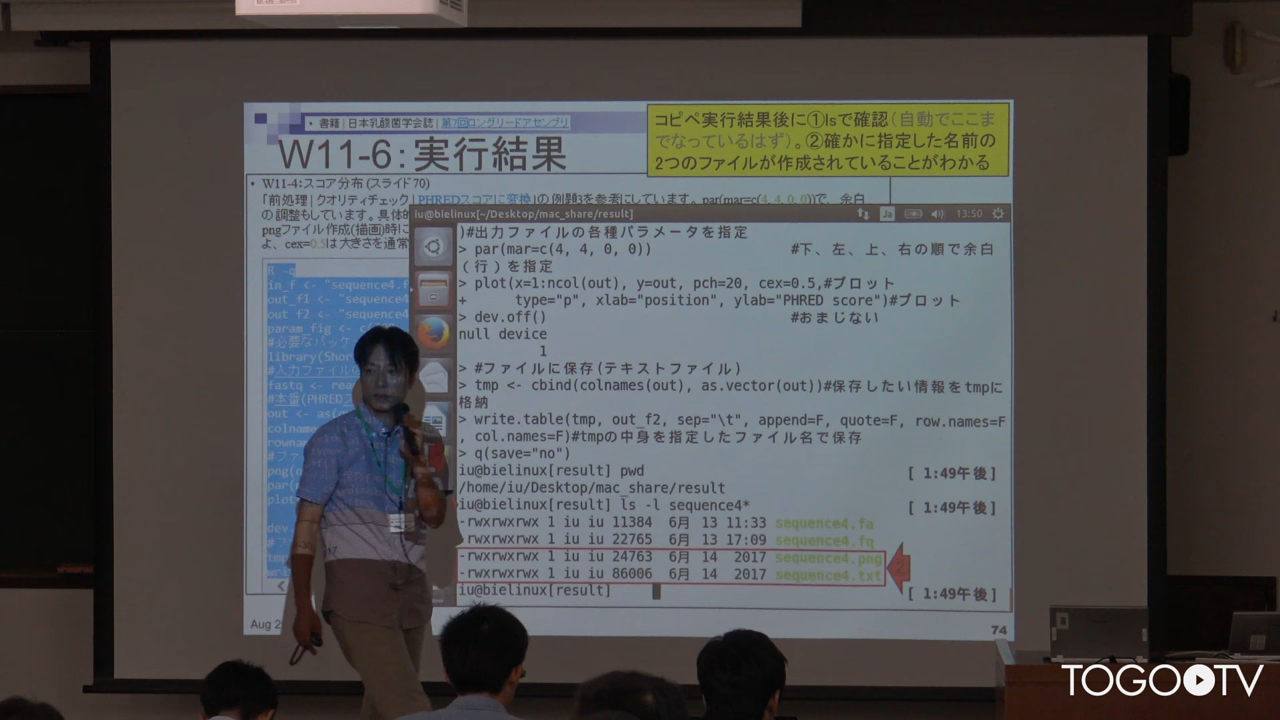 ・書籍 | 日本乳酸菌学会誌 | 第7回ロングリードアセンブリ
W11-6：実行結果
コピペ実行結果後に①lsで確認（自動でここま
でなっているはず）。②確かに指定した名前の
2つのファイルが作成されていることがわかる
• W11-4：スコア分布 (スライド70)
「前処理 | クオリティチェック | PHREDスコアに変換」の例題3を参考にしています。par(mar=c(4, 4, 0, 0))で、余白
の調整もしています。具体的
pngファイル作成(描画)時に
よ、cex=0.5は大きさを通常
R -q
in_f <- "sequence4.f
out_f1 <- "sequence4
out_f2 <- "sequence4
param_fig <- c(
#必要なパッケ
library(Shor
#入力ファイルの
fastq <- rea
#本番(PHREDス
out <- as(m
colname
rowname
#ファ
png(o
par(m
plot
dev.
tmp
writ
iu@bielinux[~/Desktop/mac_share/result]
Ja
13:50
)#出力ファイルの各種パラメータを指定
> par(mar=c(4, 4, 0, 0)) #下、左、上、右の順で余白
(行)を指定
> plot(x=1:ncol(out), y=out, pch=20, cex=0.5,#プロット
+ type="p", xlab="position", ylab="PHRED score")#プロット
> dev.off() #おまじない
null device
1
> #ファイルに保存(テキストファイル)
> tmp <- cbind(colnames(out), as.vector(out))#保存したい情報をtmpに
格納
> write.table(tmp, out_f2, sep="\t", append=F, quote=F, row.names=F
, col.names=F)#tmpの中身を指定したファイル名で保存
> q(save="no")
iu@bielinux[result] pwd [ 1:49午後]
/home/iu/Desktop/mac_share/result
iu@bielinux[result] ls -l sequence4* [ 1:49午後]
-rwxrwxrwx 1 iu iu 11384 6月 13 11:33 sequence4.fa
-rwxrwxrwx 1 iu iu 22765 6月 13 17:09 sequence4.fq
-rwxrwxrwx 1 iu iu 24763 6月 14 2017 sequence4.png
-rwxrwxrwx 1 iu iu 86006 6月 14 2017 sequence4.txt
iu@bielinux[result] [ 1:49午後]
Aug 2
74
TOGOTV